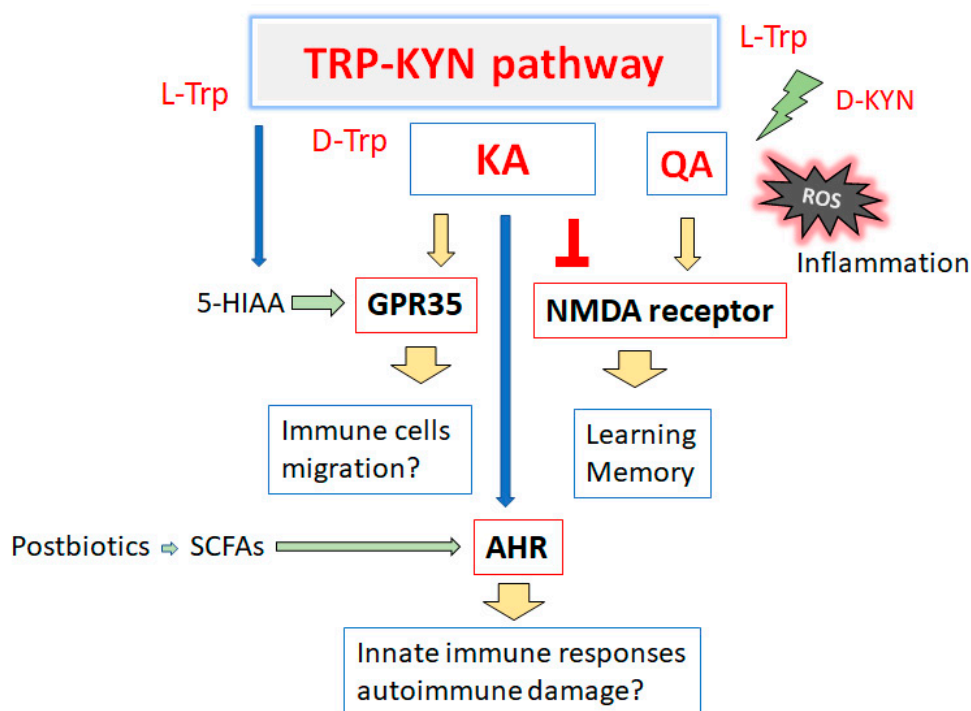 TRP-KYN pathway
L-Trp
L-Trp
D-KYN
D-Trp
KA
QA
ROS
Inflammation
5-HIAA
GPR35
NMDA receptor
Immune cells
migration?
Learning
Memory
Postbiotics
SCFAs
AHR
Innate immune responses
autoimmune damage?